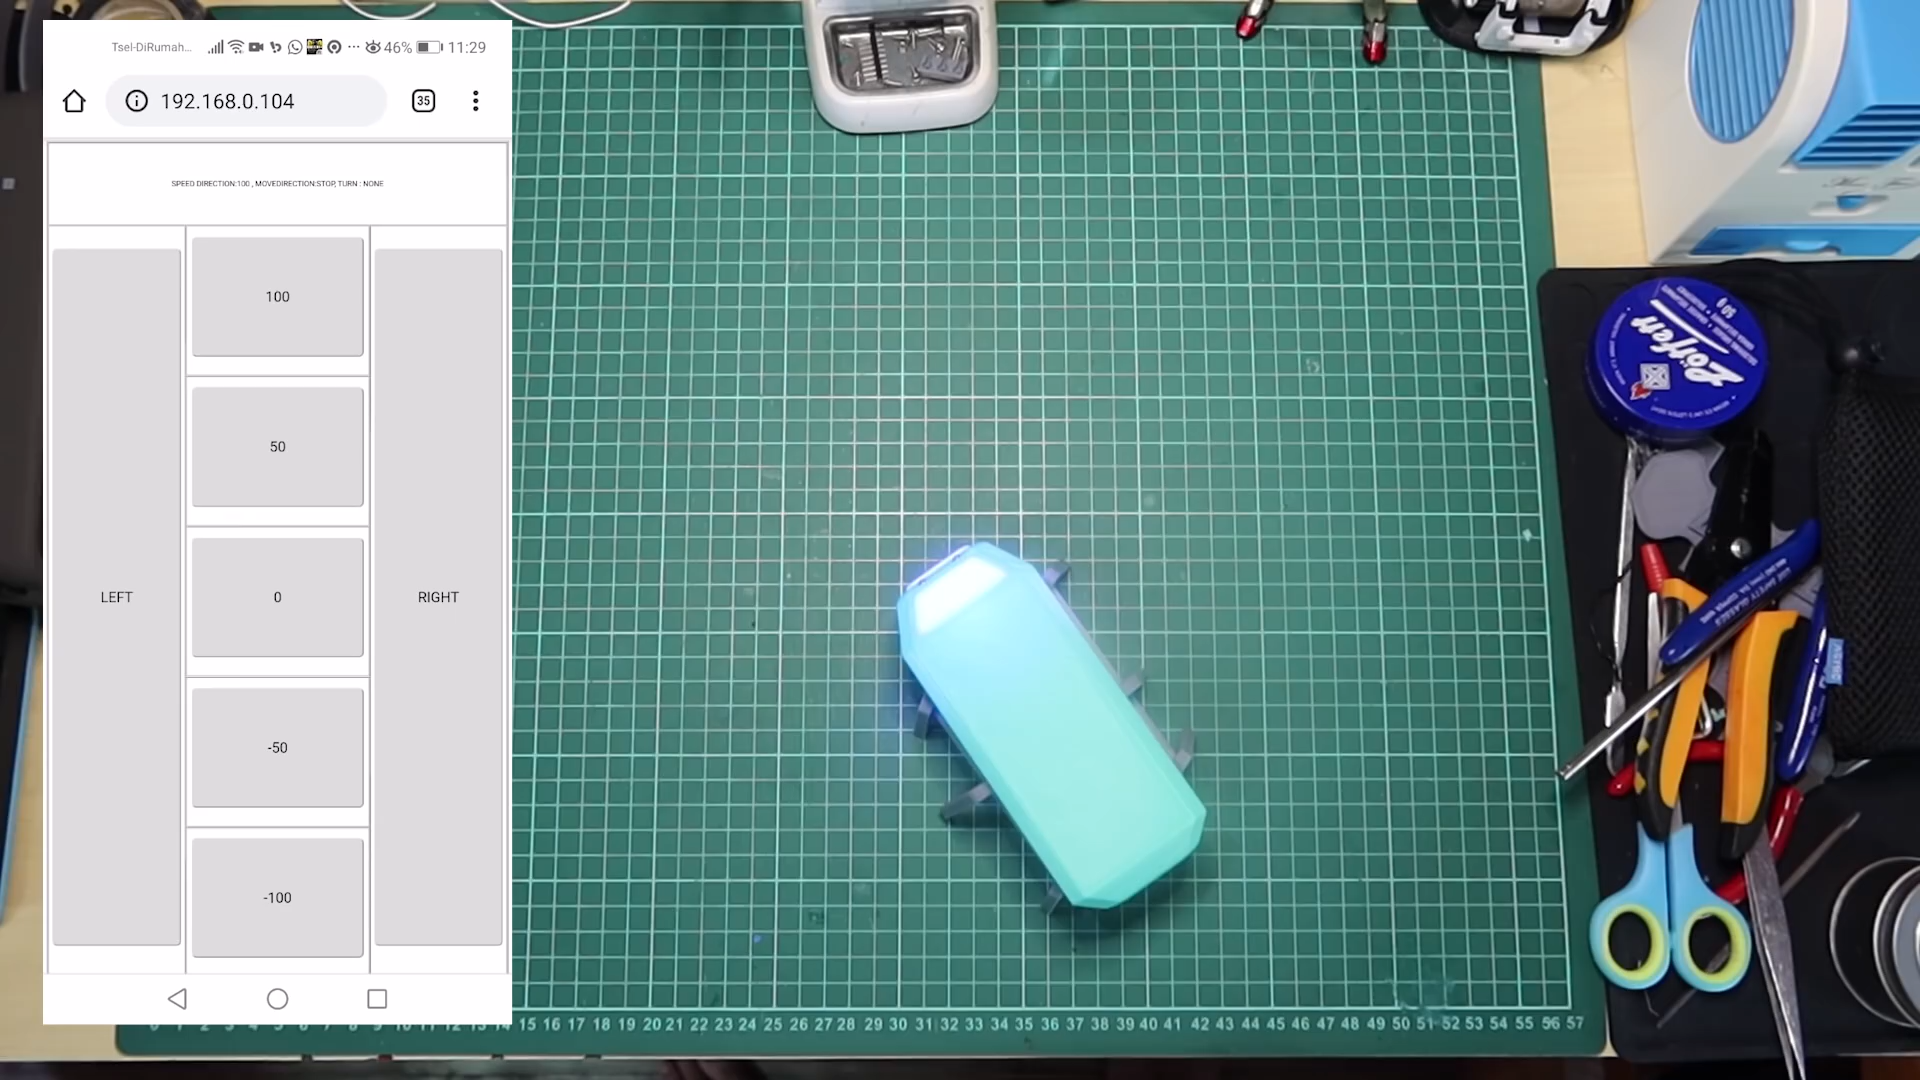 Tsel-DiRumah... 46% 11:29
192.168.0.104 35
SPEED DIRECTION:100 , MOVEDIRECTION:STOP, TURN : NONE
100
50
LEFT 0 RIGHT
-50
-100
Löffen
50 g
15 16 17 18 19 20 21 22 23 24 25 26 27 28 29 30 31 32 33 34 35 36 37 38 39 40 41 42 43 44 45 46 47 48 49 50 51 52 53 54 55 56 57